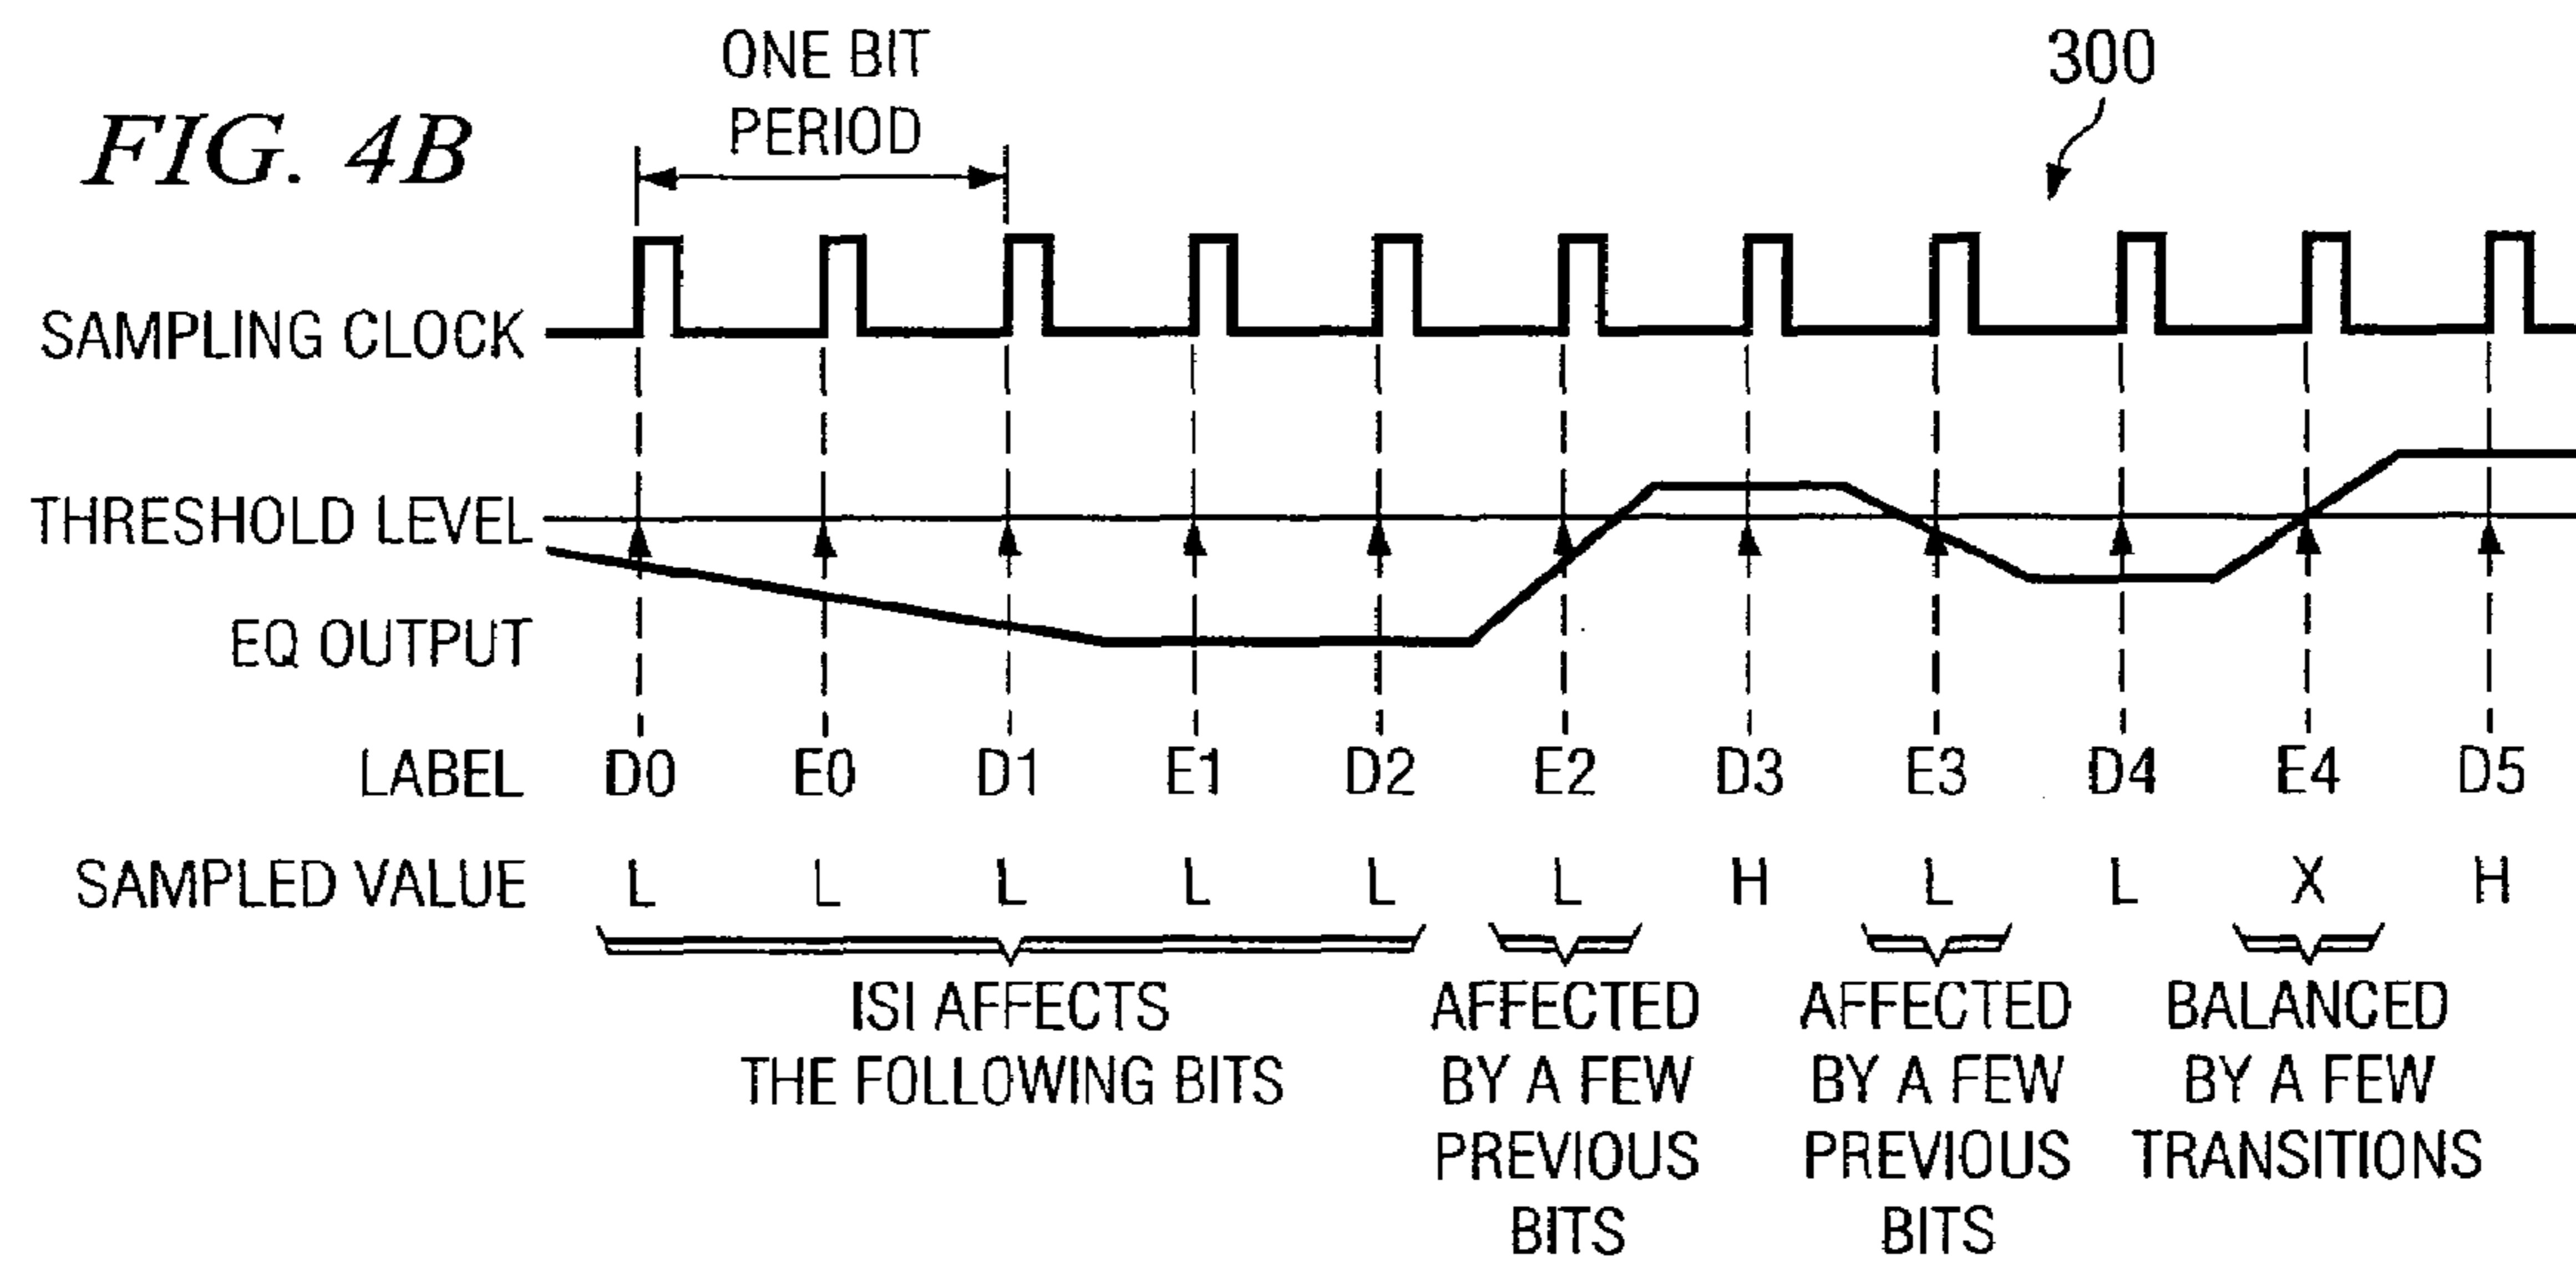 FIG. 4B
ONE BIT
PERIOD
300
SAMPLING CLOCK
THRESHOLD LEVEL
EQ OUTPUT
LABEL D0 E0 D1 E1 D2 E2 D3 E3 D4 E4 D5
SAMPLED VALUE L L L L L L H L L X H
ISI AFFECTS
THE FOLLOWING BITS
AFFECTED
BY A FEW
PREVIOUS
BITS
AFFECTED
BY A FEW
PREVIOUS
BITS
BALANCED
BY A FEW
TRANSITIONS